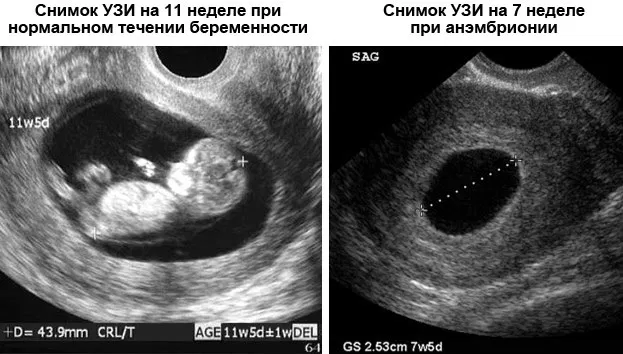 Снимок УЗИ на 11 неделе при
нормальном течении беременности
Снимок УЗИ на 7 неделе
при анэмбрионии
11w5d
+D= 43.9mm CRL/T AGE 11w5d±1w DEL
64
SAG
GS 2.53cm 7w5d